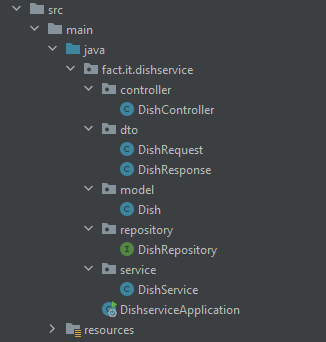 src
main
java
fact.it.dishservice
controller
DishController
dto
DishRequest
DishResponse
model
Dish
repository
DishRepository
service
DishService
DishserviceApplication
resources